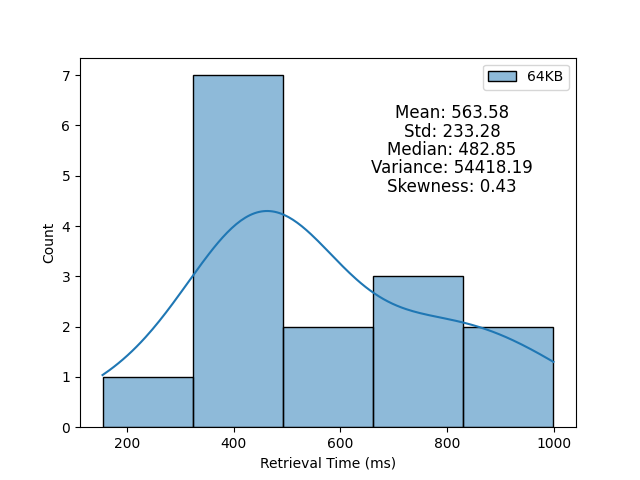 64KB
Mean: 563.58
Std: 233.28
Median: 482.85
Variance: 54418.19
Skewness: 0.43
7
6
5
4
3
2
1
0
Count
200 400 600 800 1000
Retrieval Time (ms)